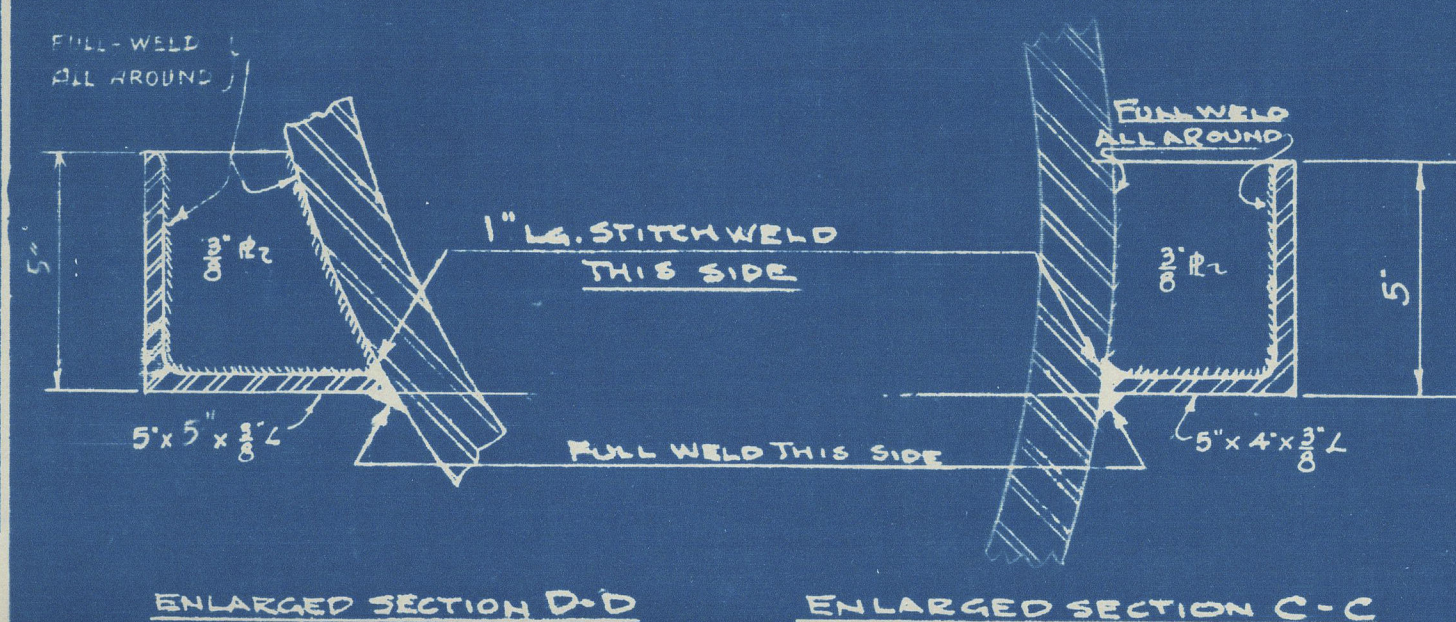 FULL-WELD
ALL AROUND
5"
3/8" PL
5" x 5" x 3/8" L
1" LG. STITCH WELD
THIS SIDE
FULL WELD THIS SIDE
FULL WELD
ALL AROUND
3/8" PL
5"
5" x 4" x 3/8" L
ENLARGED SECTION D-D
ENLARGED SECTION C-C